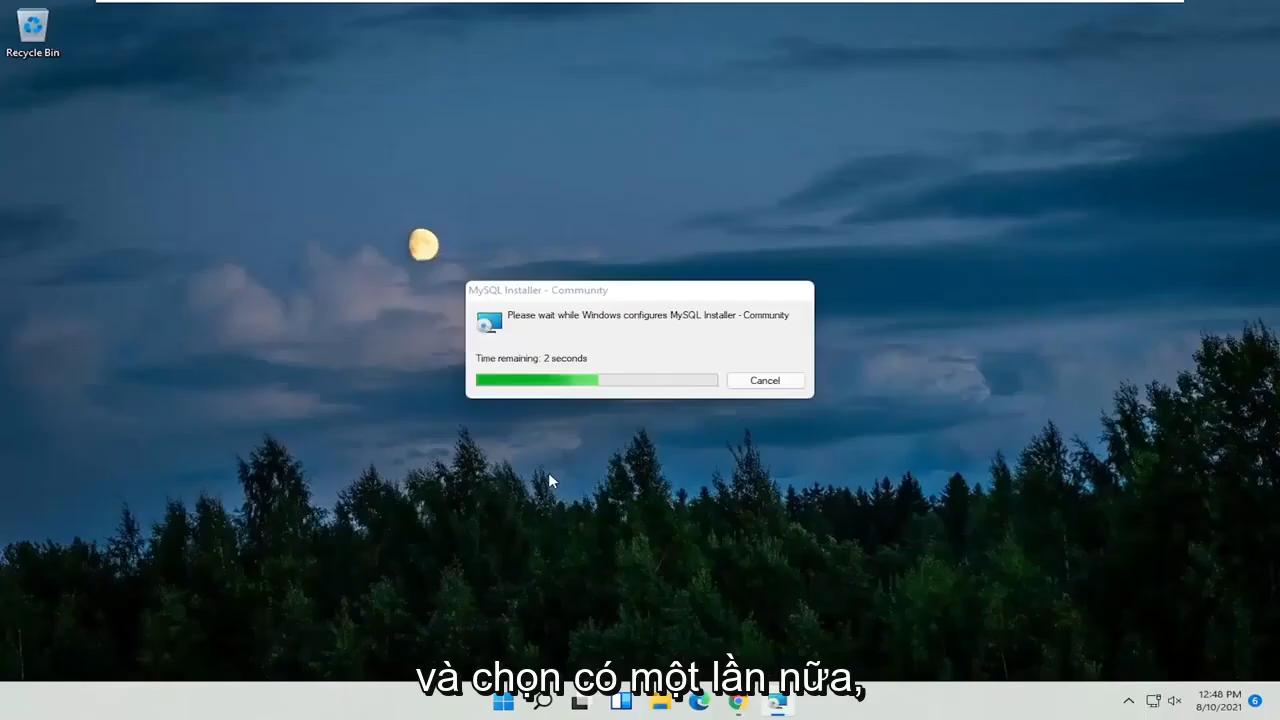 Recycle Bin
MySQL Installer - Community
Please wait while Windows configures MySQL Installer - Community
Time remaining: 2 seconds
Cancel
và chọn có một lần nữa,
12:48 PM
8/10/2021
6